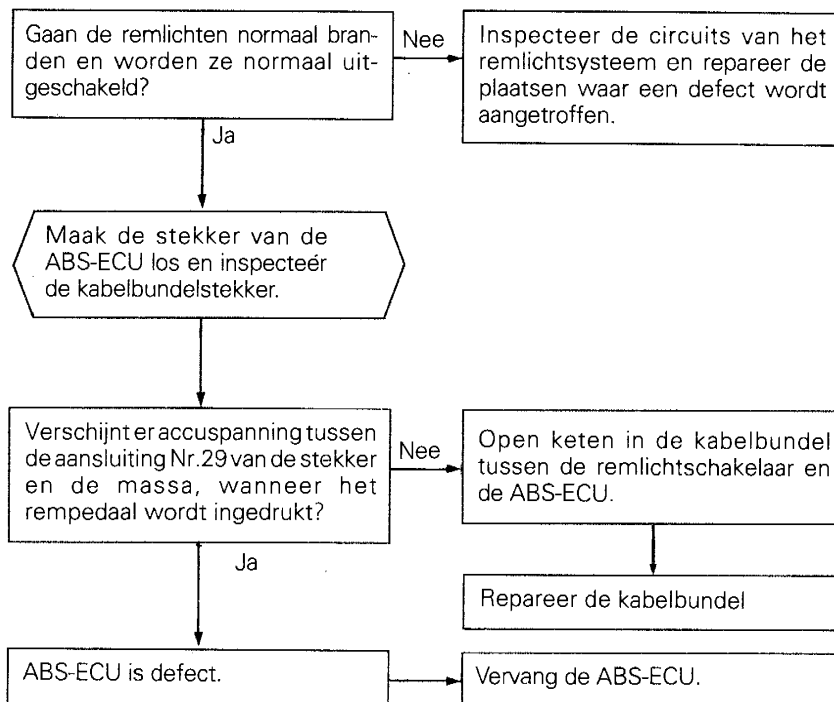 Gaan de remlichten normaal bran-
den en worden ze normaal uit-
geschakeld?
Nee
Inspecteer de circuits van het
remlichtsysteem en repareer de
plaatsen waar een defect wordt
aangetroffen.
Ja
Maak de stekker van de
ABS-ECU los en inspecteér
de kabelbundelstekker.
Verschijnt er accuspanning tussen
de aansluiting Nr.29 van de stekker
en de massa, wanneer het
rempedaal wordt ingedrukt?
Nee
Open keten in de kabelbundel
tussen de remlichtschakelaar en
de ABS-ECU.
Ja
Repareer de kabelbundel
ABS-ECU is defect.
Vervang de ABS-ECU.